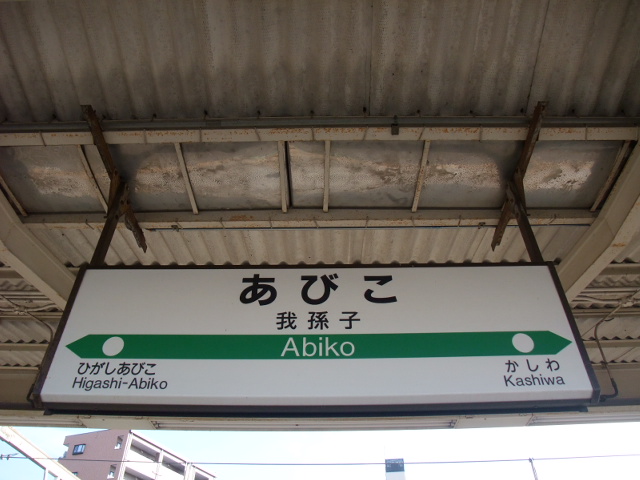 あびこ
我孫子
Abiko
ひがしあびこ
Higashi-Abiko
かしわ
Kashiwa